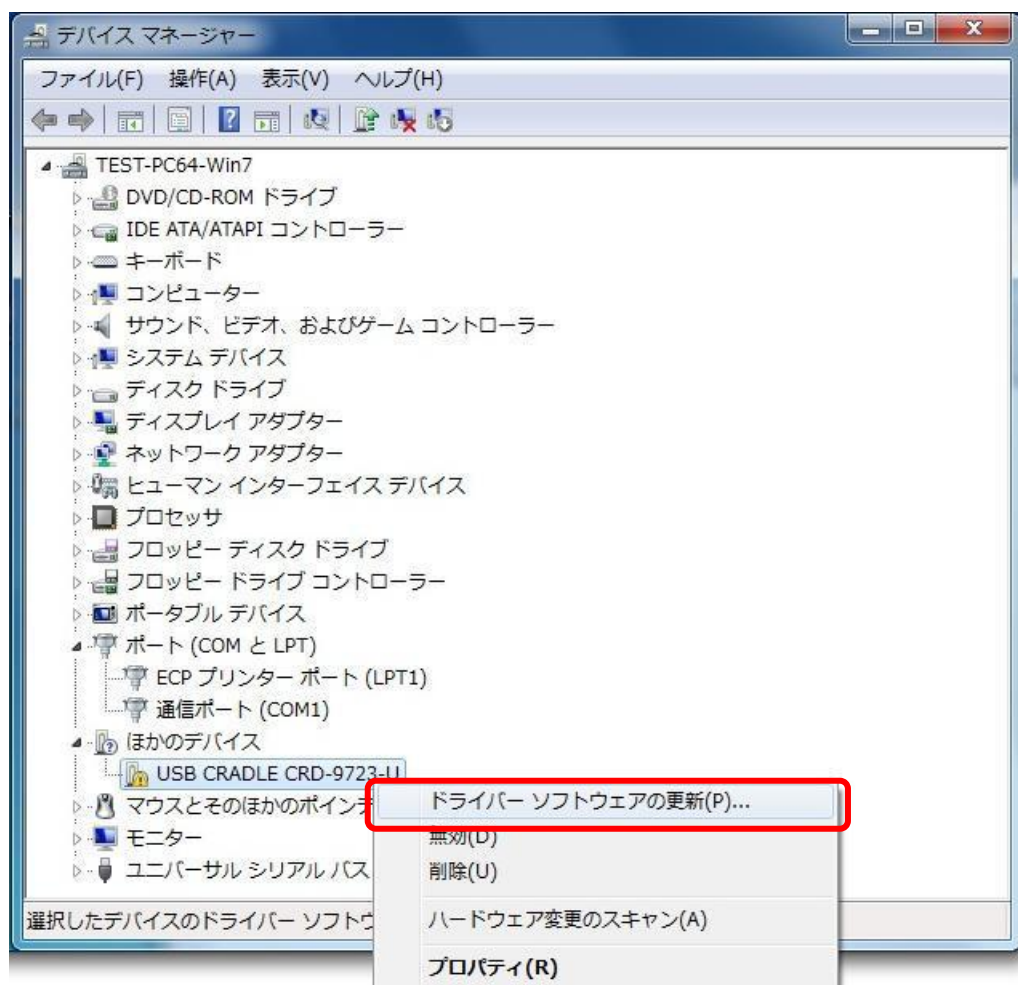 デバイス マネージャー
ファイル(F) 操作(A) 表示(V) ヘルプ(H)
TEST-PC64-Win7
DVD/CD-ROM ドライブ
IDE ATA/ATAPI コントローラー
キーボード
コンピューター
サウンド、ビデオ、およびゲーム コントローラー
システム デバイス
ディスク ドライブ
ディスプレイ アダプター
ネットワーク アダプター
ヒューマン インターフェイス デバイス
プロセッサ
フロッピー ディスク ドライブ
フロッピー ドライブ コントローラー
ポータブル デバイス
ポート (COM と LPT)
ECP プリンター ポート (LPT1)
通信ポート (COM1)
ほかのデバイス
USB CRADLE CRD-9723-U
マウスとそのほかのポインテ
モニター
ユニバーサル シリアル バス
選択したデバイスのドライバー ソフトウ
ドライバー ソフトウェアの更新(P)...
無効(D)
削除(U)
ハードウェア変更のスキャン(A)
プロパティ(R)